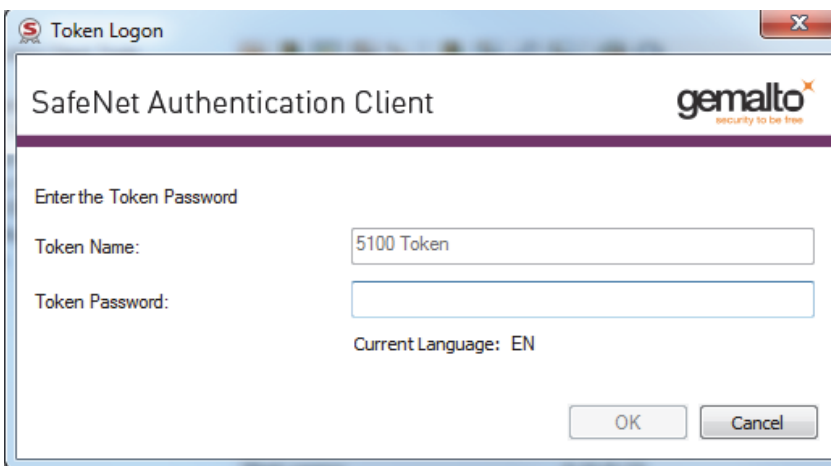 Token Logon
SafeNet Authentication Client
gemalto
security to be free
Enter the Token Password
Token Name: 5100 Token
Token Password:
Current Language: EN
OK Cancel